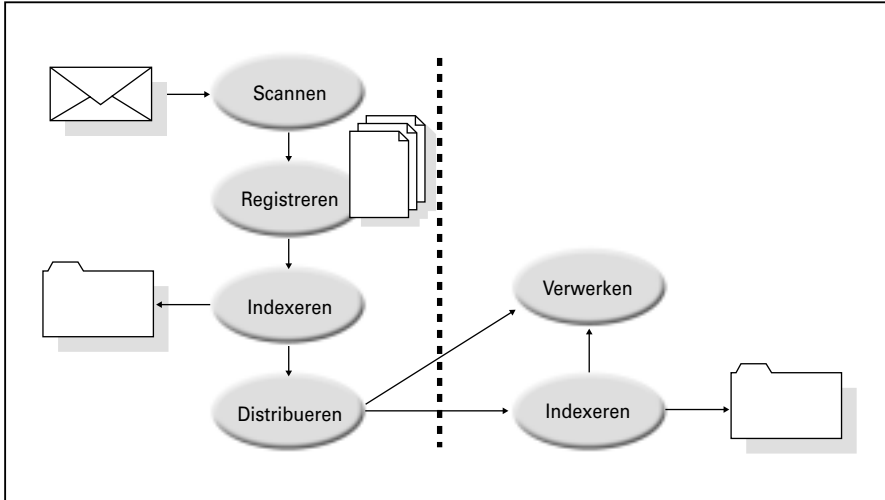 Scannen
Registreren
Indexeren
Distribueren
Verwerken
Indexeren